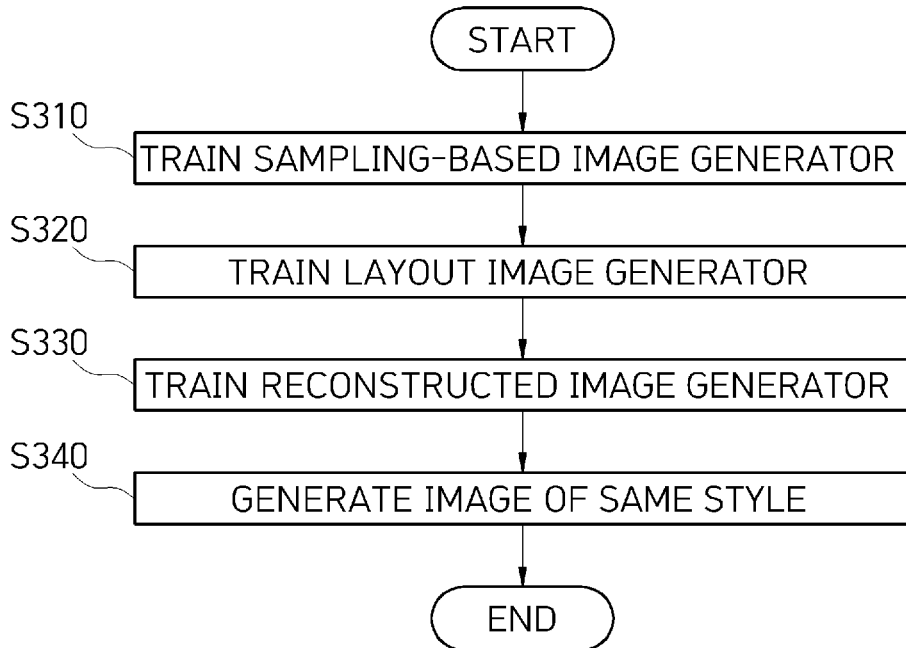 START
S310
TRAIN SAMPLING-BASED IMAGE GENERATOR
S320
TRAIN LAYOUT IMAGE GENERATOR
S330
TRAIN RECONSTRUCTED IMAGE GENERATOR
S340
GENERATE IMAGE OF SAME STYLE
END